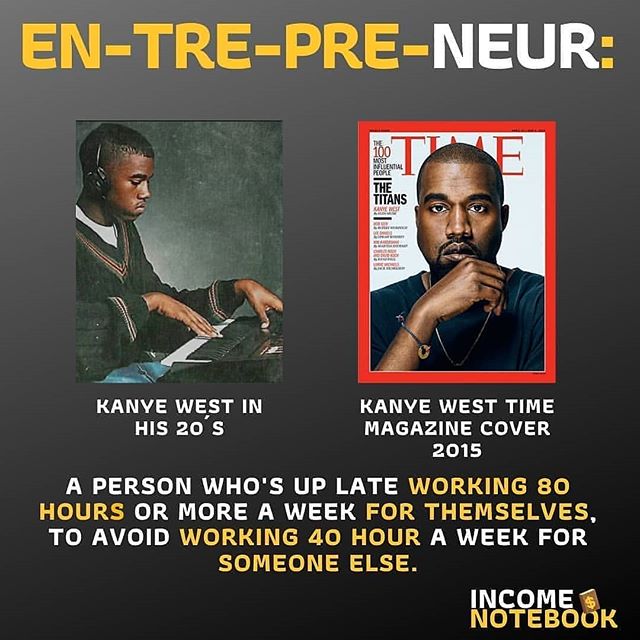 EN-TRE-PRE-NEUR:
THE
100
MOST
INFLUENTIAL
PEOPLE
TIME
THE
TITANS
KANYE WEST
KANYE WEST IN
HIS 20´S
KANYE WEST TIME
MAGAZINE COVER
2015
A PERSON WHO'S UP LATE WORKING 80
HOURS OR MORE A WEEK FOR THEMSELVES,
TO AVOID WORKING 40 HOUR A WEEK FOR
SOMEONE ELSE.
INCOME
NOTEBOOK